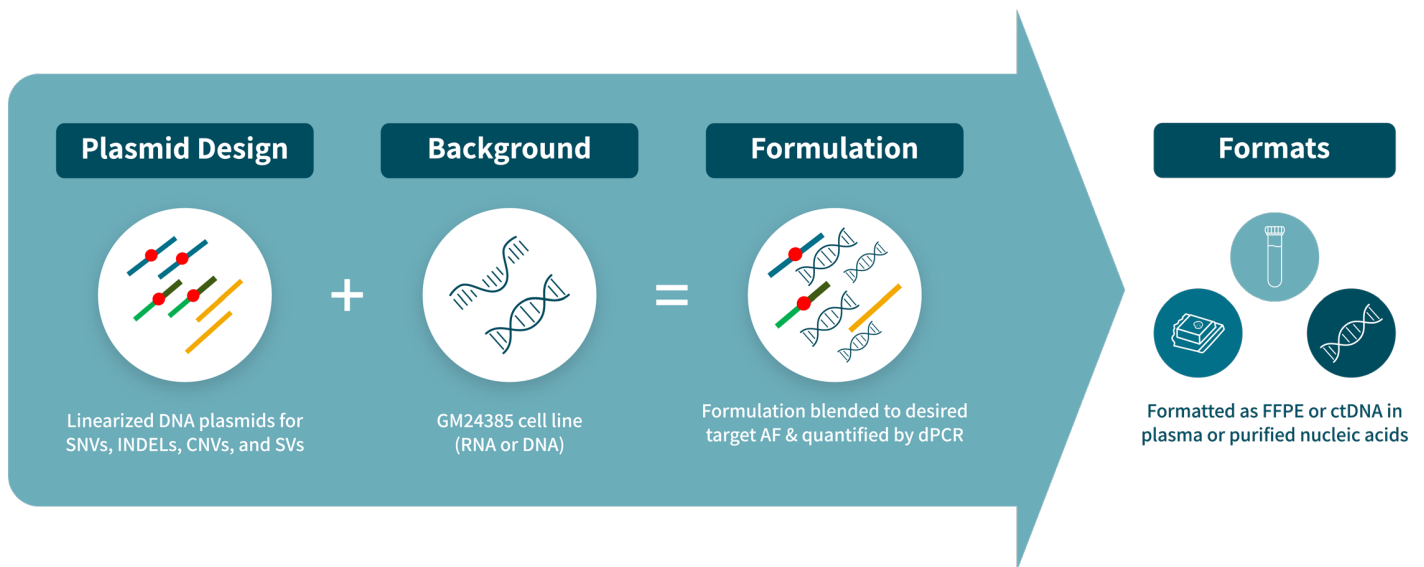 Plasmid Design
Linearized DNA plasmids for
SNVs, INDELs, CNVs, and SVs
+
Background
GM24385 cell line
(RNA or DNA)
=
Formulation
Formulation blended to desired
target AF & quantified by dPCR
Formats
Formatted as FFPE or ctDNA in
plasma or purified nucleic acids